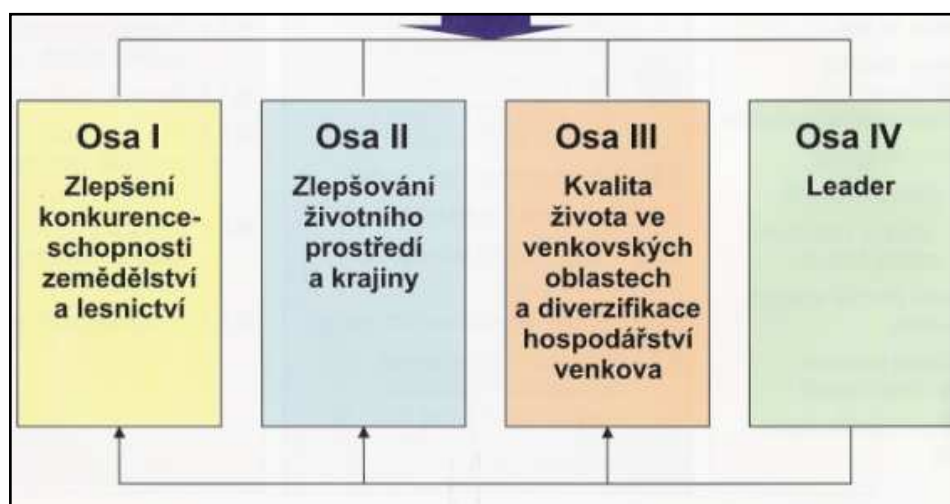 Osa I
Zlepšení
konkurence-
schopnosti
zemědělství
a lesnictví
Osa II
Zlepšování
životního
prostředí
a krajiny
Osa III
Kvalita
života ve
venkovských
oblastech
a diverzifikace
hospodářství
venkova
Osa IV
Leader